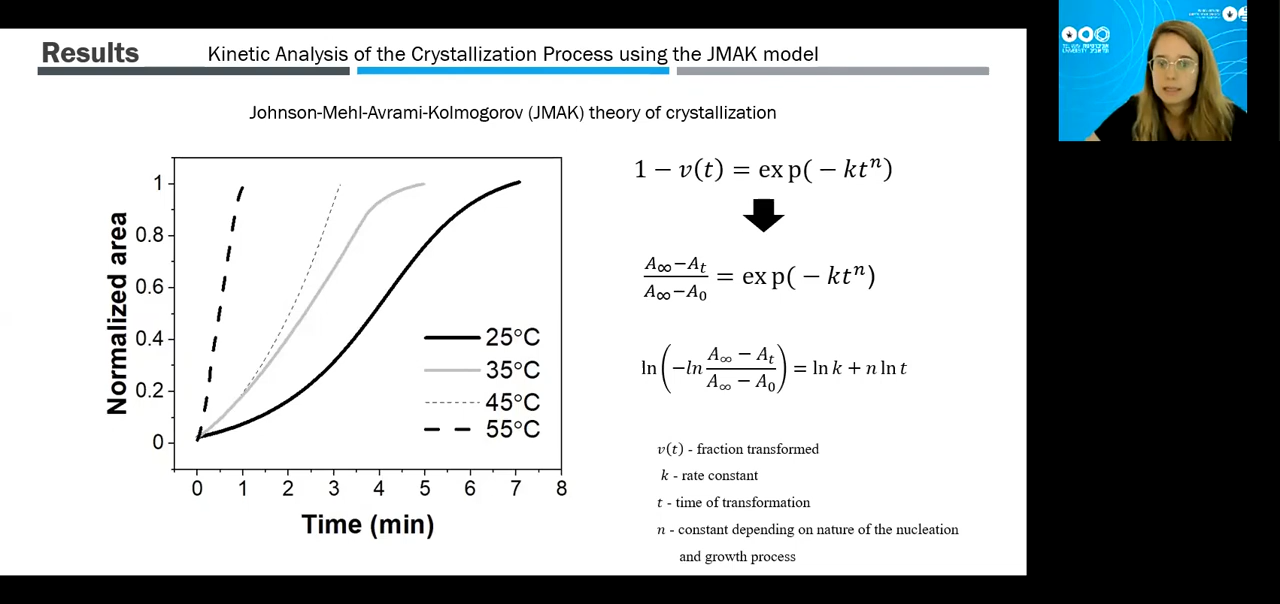 Results
Kinetic Analysis of the Crystallization Process using the JMAK model
Johnson-Mehl-Avrami-Kolmogorov (JMAK) theory of crystallization
Normalized area
1
0.8
0.6
0.4
0.2
0
25°C
35°C
45°C
55°C
0 1 2 3 4 5 6 7 8
Time (min)
1 − v(t) = exp(− ktⁿ)
(A∞−Aₜ)/(A∞−A₀) = exp(− ktⁿ)
ln(−ln (A∞ − Aₜ)/(A∞ − A₀)) = ln k + n ln t
v(t) - fraction transformed
k - rate constant
t - time of transformation
n - constant depending on nature of the nucleation
and growth process